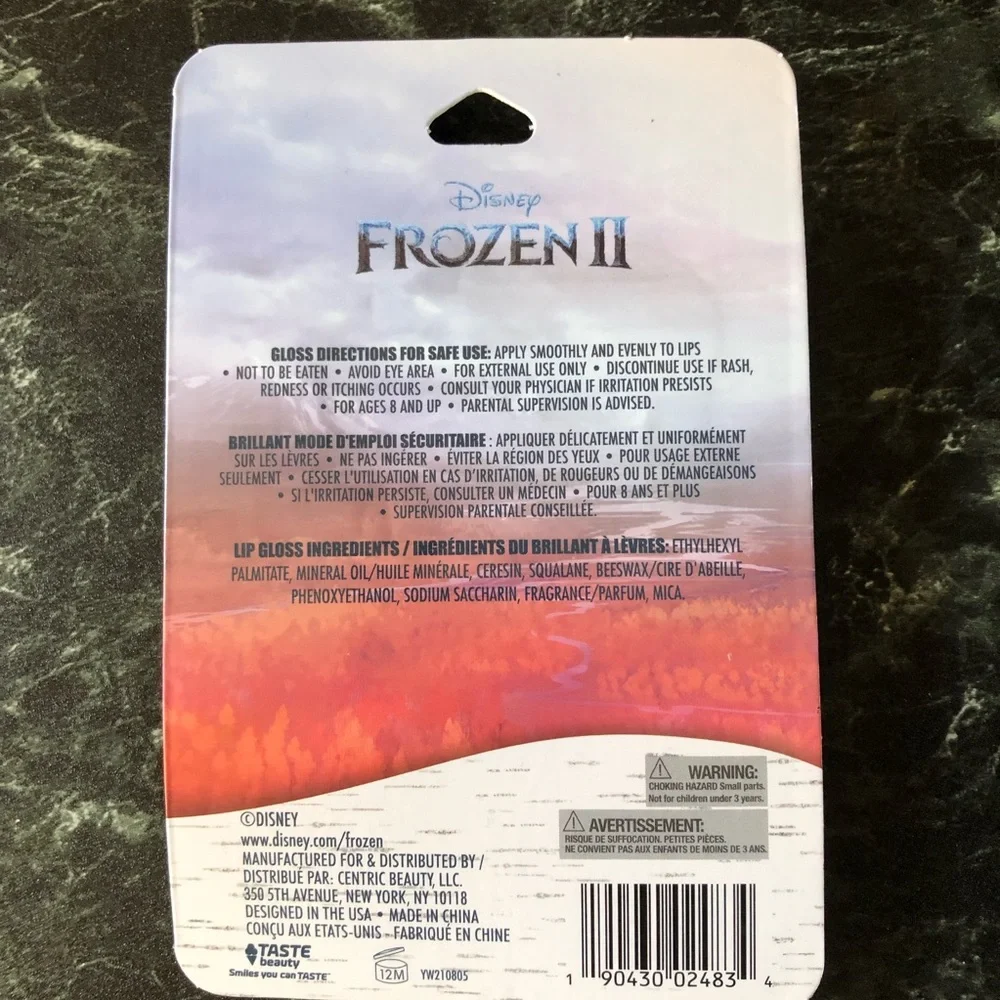 DISNEY
FROZEN II
GLOSS DIRECTIONS FOR SAFE USE: APPLY SMOOTHLY AND EVENLY TO LIPS
• NOT TO BE EATEN • AVOID EYE AREA • FOR EXTERNAL USE ONLY • DISCONTINUE USE IF RASH,
REDNESS OR ITCHING OCCURS • CONSULT YOUR PHYSICIAN IF IRRITATION PRESISTS
• FOR AGES 8 AND UP • PARENTAL SUPERVISION IS ADVISED.
BRILLANT MODE D'EMPLOI SÉCURITAIRE : APPLIQUER DÉLICATEMENT ET UNIFORMÉMENT
SUR LES LÈVRES • NE PAS INGÉRER • ÉVITER LA RÉGION DES YEUX • POUR USAGE EXTERNE
SEULEMENT • CESSER L'UTILISATION EN CAS D'IRRITATION, DE ROUGEURS OU DE DÉMANGEAISONS
• SI L'IRRITATION PERSISTE, CONSULTER UN MÉDECIN • POUR 8 ANS ET PLUS
• SUPERVISION PARENTALE CONSEILLÉE.
LIP GLOSS INGREDIENTS / INGRÉDIENTS DU BRILLANT À LÈVRES: ETHYLHEXYL
PALMITATE, MINERAL OIL/HUILE MINÉRALE, CERESIN, SQUALANE, BEESWAX/CIRE D'ABEILLE,
PHENOXYETHANOL, SODIUM SACCHARIN, FRAGRANCE/PARFUM, MICA.
WARNING:
CHOKING HAZARD Small parts.
Not for children under 3 years.
AVERTISSEMENT:
RISQUE DE SUFFOCATION. PETITES PIÈCES.
NE CONVIENT PAS AUX ENFANTS DE MOINS DE 3 ANS.
©DISNEY
www.disney.com/frozen
MANUFACTURED FOR & DISTRIBUTED BY /
DISTRIBUÉ PAR: CENTRIC BEAUTY, LLC.
350 5TH AVENUE, NEW YORK, NY 10118
DESIGNED IN THE USA • MADE IN CHINA
CONÇU AUX ETATS-UNIS - FABRIQUÉ EN CHINE
TASTE
beauty
Smiles you can TASTE™
12M
YW210805
1 90430 02483 4